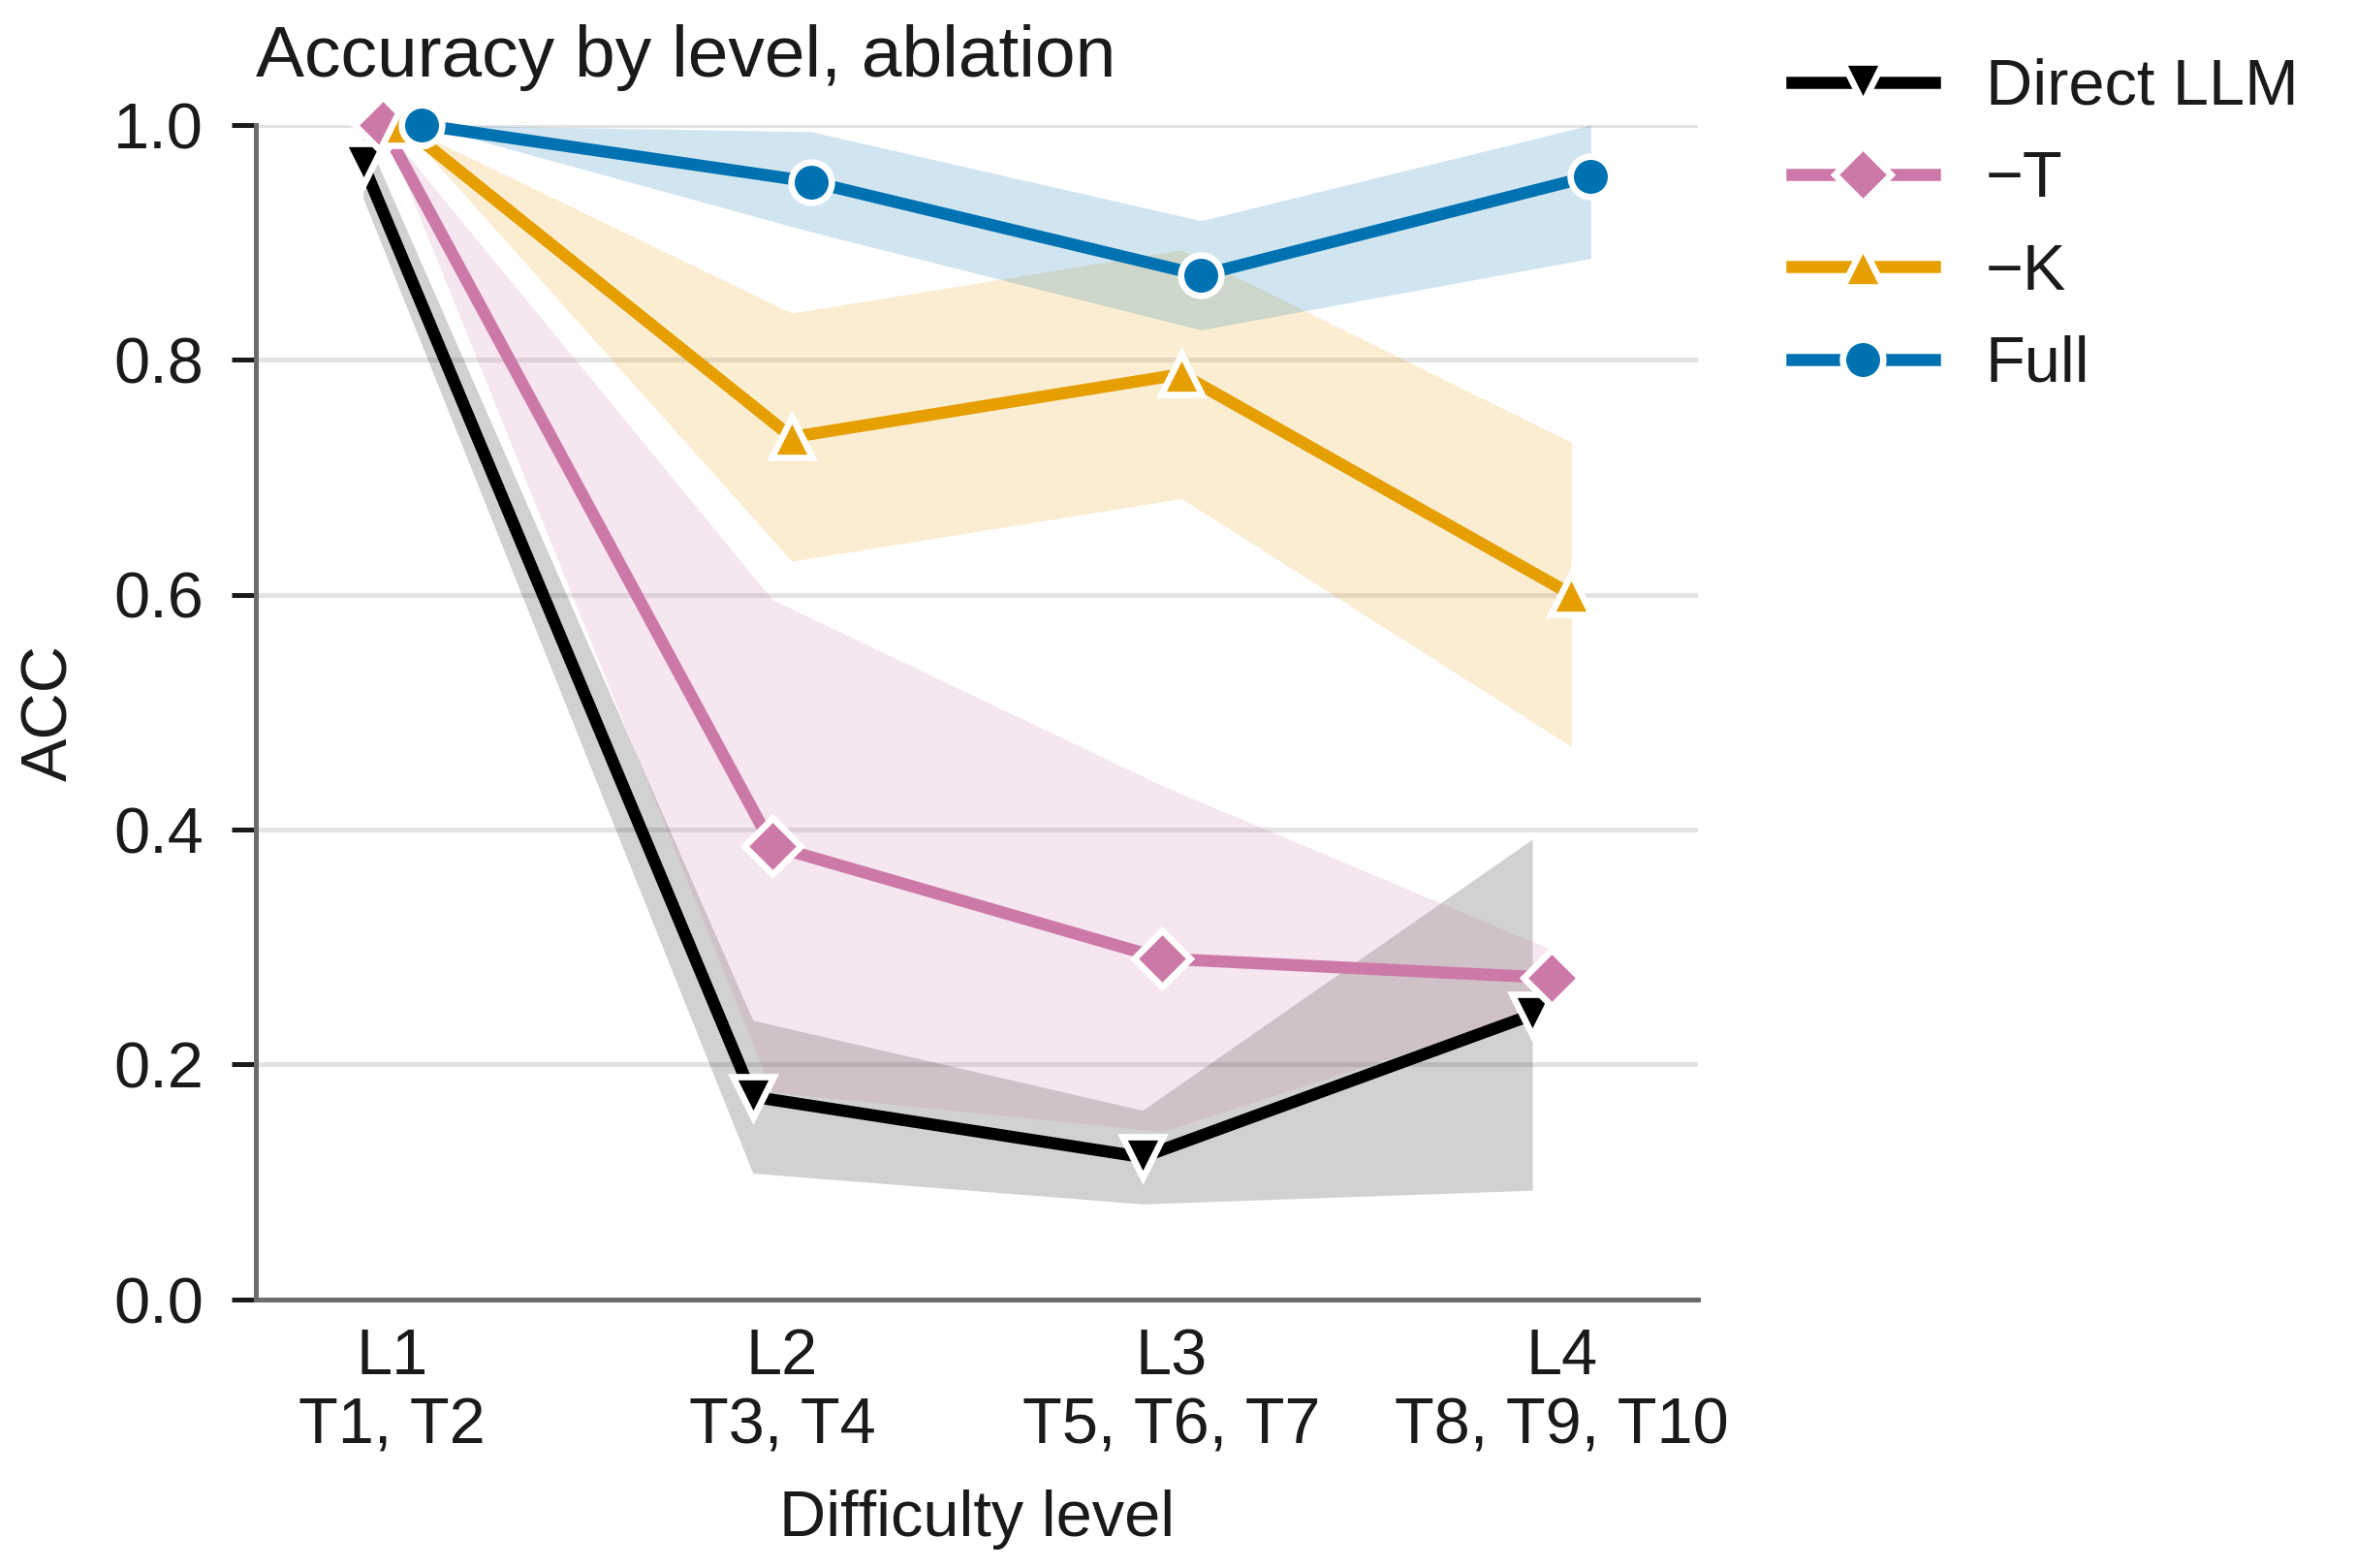 Accuracy by level, ablation
Direct LLM
−T
−K
Full
1.0
0.8
0.6
0.4
0.2
0.0
ACC
L1
T1, T2
L2
T3, T4
L3
T5, T6, T7
L4
T8, T9, T10
Difficulty level